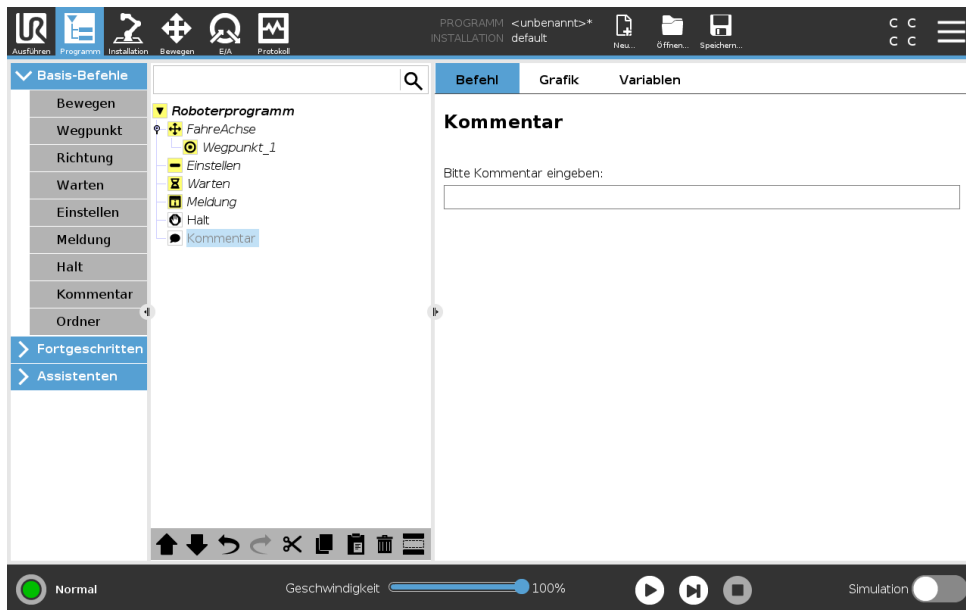 PROGRAMM <unbenannt>*
INSTALLATION default
Ausführen Programm Installation Bewegen E/A Protokoll Neu... Öffnen... Speichern...
C C
C C
Basis-Befehle
Bewegen
Wegpunkt
Richtung
Warten
Einstellen
Meldung
Halt
Kommentar
Ordner
Fortgeschritten
Assistenten
Roboterprogramm
FahreAchse
Wegpunkt_1
Einstellen
Warten
Meldung
Halt
Kommentar
Befehl Grafik Variablen
Kommentar
Bitte Kommentar eingeben:
Normal Geschwindigkeit 100% Simulation